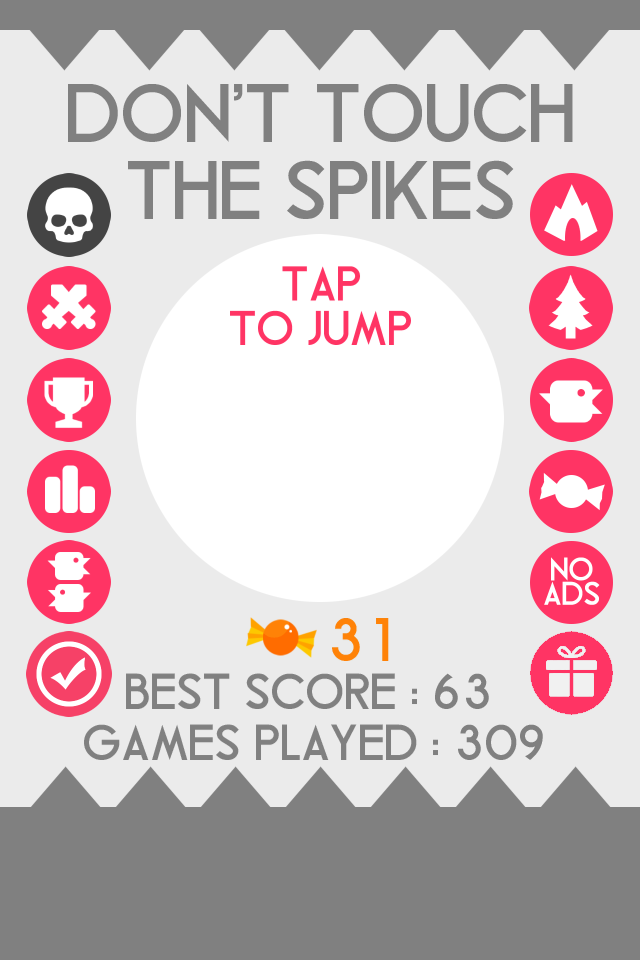 DON'T TOUCH
THE SPIKES
TAP
TO JUMP
NO
ADS
31
BEST SCORE : 63
GAMES PLAYED : 309